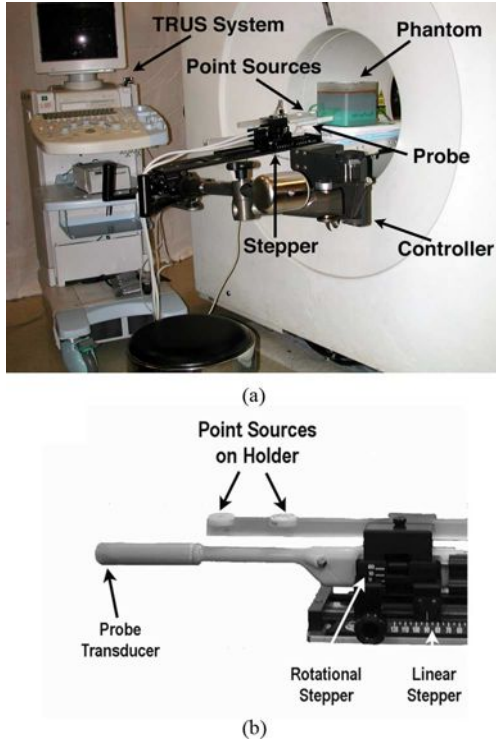 TRUS System
Phantom
Point Sources
Probe
Stepper
Controller
(a)
Point Sources
on Holder
Probe
Transducer
Rotational
Stepper
Linear
Stepper
(b)